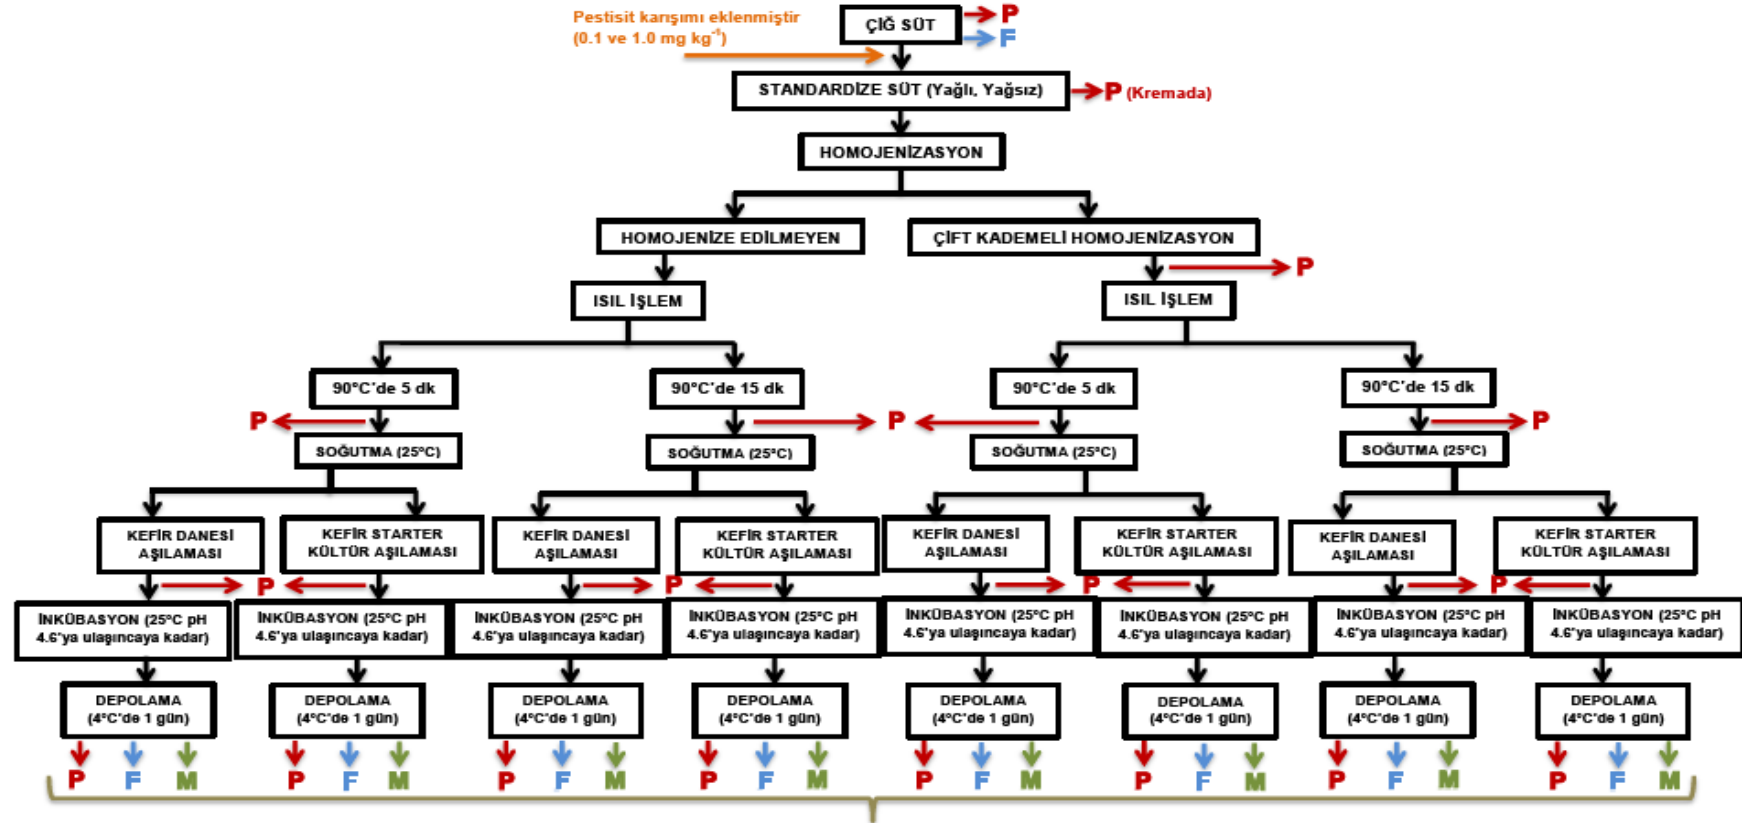 Pestisit karışımı eklenmiştir
(0.1 ve 1.0 mg kg⁻¹)
ÇİĞ SÜT
P
F
STANDARDİZE SÜT (Yağlı, Yağsız)
P (Kremada)
HOMOJENİZASYON
HOMOJENİZE EDİLMEYEN
ÇİFT KADEMELİ HOMOJENİZASYON
P
ISIL İŞLEM
ISIL İŞLEM
90°C'de 5 dk
90°C'de 15 dk
90°C'de 5 dk
90°C'de 15 dk
P
P
P
SOĞUTMA (25°C)
SOĞUTMA (25°C)
SOĞUTMA (25°C)
SOĞUTMA (25°C)
KEFİR DANESİ
AŞILAMASI
KEFİR STARTER
KÜLTÜR AŞILAMASI
KEFİR DANESİ
AŞILAMASI
KEFİR STARTER
KÜLTÜR AŞILAMASI
KEFİR DANESİ
AŞILAMASI
KEFİR STARTER
KÜLTÜR AŞILAMASI
KEFİR DANESİ
AŞILAMASI
KEFİR STARTER
KÜLTÜR AŞILAMASI
P
P
P
P
İNKÜBASYON (25°C pH
4.6'ya ulaşıncaya kadar)
İNKÜBASYON (25°C pH
4.6'ya ulaşıncaya kadar)
İNKÜBASYON (25°C pH
4.6'ya ulaşıncaya kadar)
İNKÜBASYON (25°C pH
4.6'ya ulaşıncaya kadar)
İNKÜBASYON (25°C pH
4.6'ya ulaşıncaya kadar)
İNKÜBASYON (25°C pH
4.6'ya ulaşıncaya kadar)
İNKÜBASYON (25°C pH
4.6'ya ulaşıncaya kadar)
İNKÜBASYON (25°C pH
4.6'ya ulaşıncaya kadar)
DEPOLAMA
(4°C'de 1 gün)
DEPOLAMA
(4°C'de 1 gün)
DEPOLAMA
(4°C'de 1 gün)
DEPOLAMA
(4°C'de 1 gün)
DEPOLAMA
(4°C'de 1 gün)
DEPOLAMA
(4°C'de 1 gün)
DEPOLAMA
(4°C'de 1 gün)
DEPOLAMA
(4°C'de 1 gün)
P F M
P F M
P F M
P F M
P F M
P F M
P F M
P F M